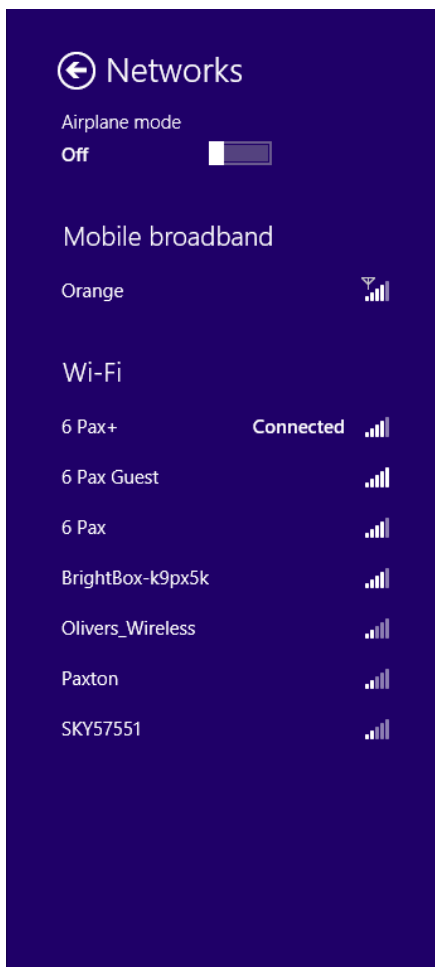 Networks
Airplane mode
Off
Mobile broadband
Orange
Wi-Fi
6 Pax+ Connected
6 Pax Guest
6 Pax
BrightBox-k9px5k
Olivers_Wireless
Paxton
SKY57551